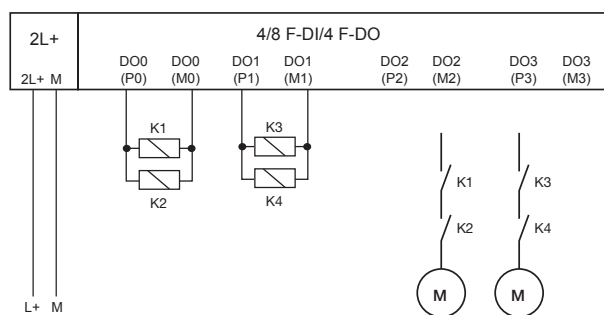 2L+ 4/8 F-DI/4 F-DO
DO0 DO0 DO1 DO1 DO2 DO2 DO3 DO3
2L+ M (P0) (M0) (P1) (M1) (P2) (M2) (P3) (M3)
K1 K3
K1 K3
K2 K4
K2 K4
M M
L+ M